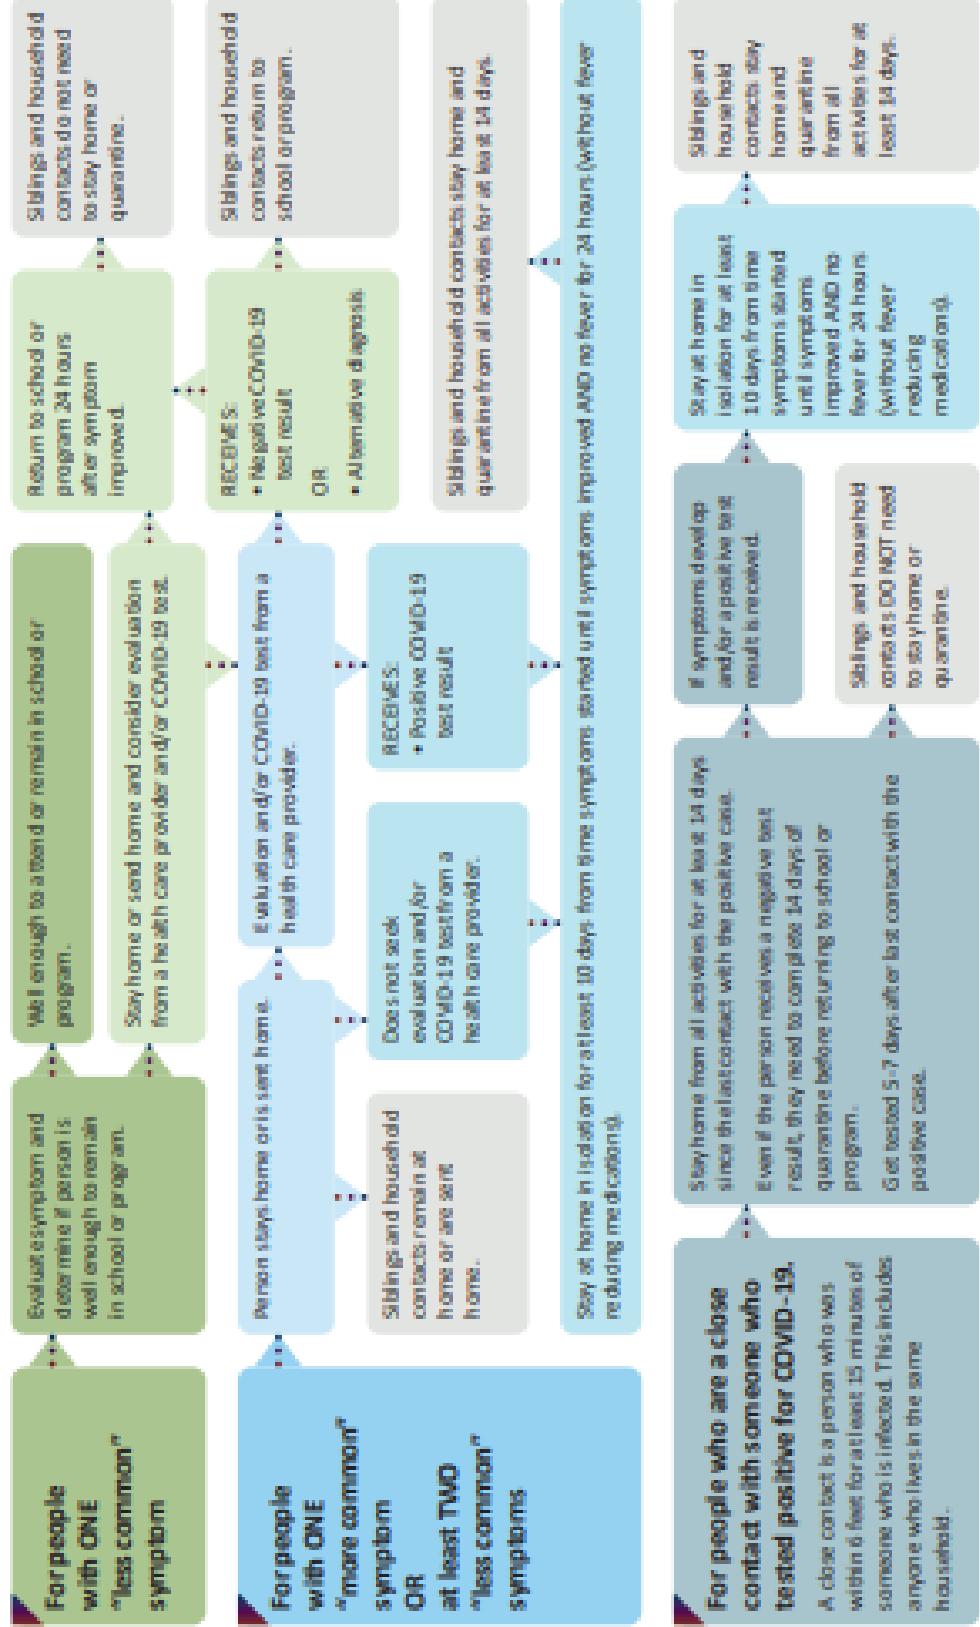 For people
with ONE
"less common"
symptom
Evaluate symptom and
determine if person is
well enough to remain
in school or program.
Well enough to attend or remain in school or
program.
Stay home or send home and consider evaluation
from a health care provider and/or COVID-19 test.
Return to school or
program 24 hours
after symptom
improved.
Siblings and household
contacts do not need
to stay home or
quarantine.
For people
with ONE
"more common"
symptom
OR
at least TWO
"less common"
symptoms
Person stays home or is sent home.
Siblings and household
contacts remain at
home or are sent
home.
Evaluation and/or COVID-19 test from a
health care provider.
Does not seek
evaluation and/or
COVID-19 test from a
health care provider.
RECEIVES:
• Positive COVID-19
test result
RECEIVES:
• Negative COVID-19
test result
OR
• Alternative diagnosis
Siblings and household
contacts return to
school or program.
Siblings and household contacts stay home and
quarantine from all activities for at least 14 days.
Stay at home in isolation for at least 10 days from time symptoms started until symptoms improved AND no fever for 24 hours (without fever
reducing medications).
For people who are a close
contact with someone who
tested positive for COVID-19.
A close contact is a person who was
within 6 feet for at least 15 minutes of
someone who is infected. This includes
anyone who lives in the same
household.
Stay home from all activities for at least 14 days
since the last contact with the positive case.
Even if the person receives a negative test
result, they need to complete 14 days of
quarantine before returning to school or
program.
Get tested 5-7 days after last contact with the
positive case.
If symptoms develop
and/or a positive test
result is received.
Siblings and household
contacts DO NOT need
to stay home or
quarantine.
Stay at home in
isolation for at least
10 days from time
symptoms started
until symptoms
improved AND no
fever for 24 hours
(without fever
reducing
medications).
Siblings and
household
contacts stay
home and
quarantine
from all
activities for at
least 14 days.